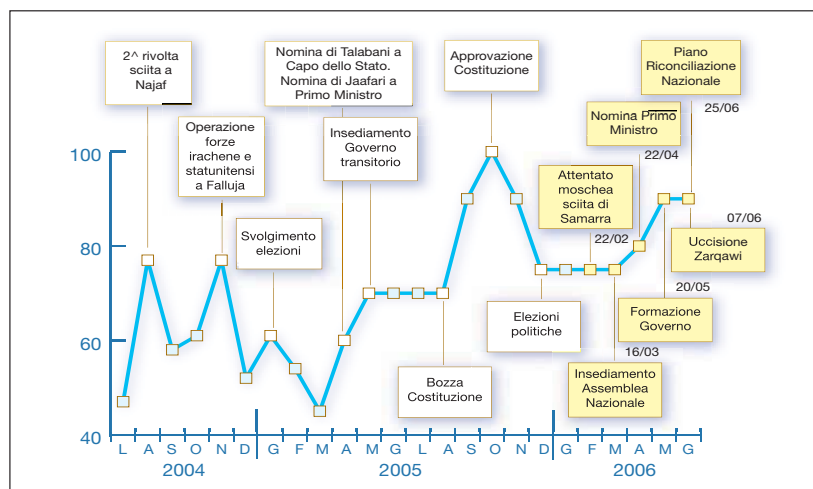 2^ rivolta
sciita a
Najaf
Operazione
forze
irachene e
statunitensi
a Falluja
Svolgimento
elezioni
Nomina di Talabani a
Capo dello Stato.
Nomina di Jaafari a
Primo Ministro
Insediamento
Governo
transitorio
Bozza
Costituzione
Approvazione
Costituzione
Elezioni
politiche
Attentato
moschea
sciita di
Samarra
22/02
Insediamento
Assemblea
Nazionale
16/03
Nomina Primo
Ministro
22/04
Formazione
Governo
20/05
Piano
Riconciliazione
Nazionale
25/06
07/06
Uccisione
Zarqawi
100
80
60
40
L A S O N D G F M A M G L A S O N D G F M A M G
2004 2005 2006